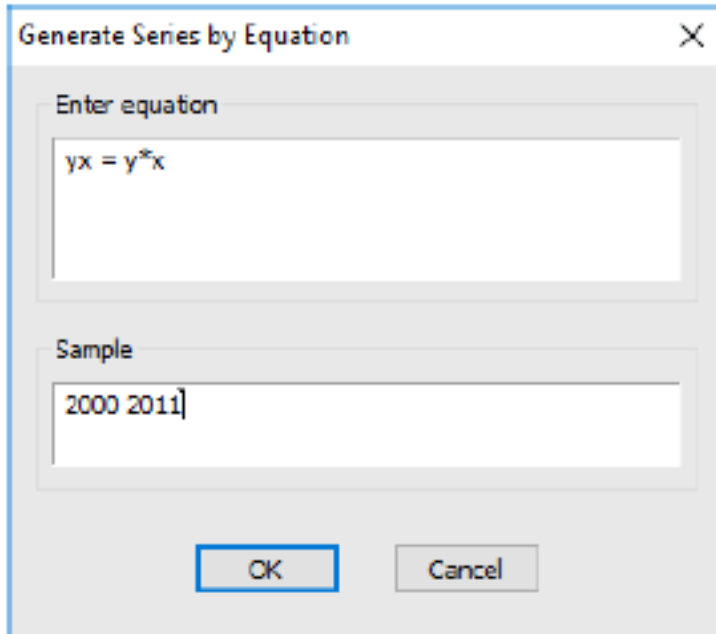 Generate Series by Equation
Enter equation
yx = y*x
Sample
2000 2011
OK Cancel